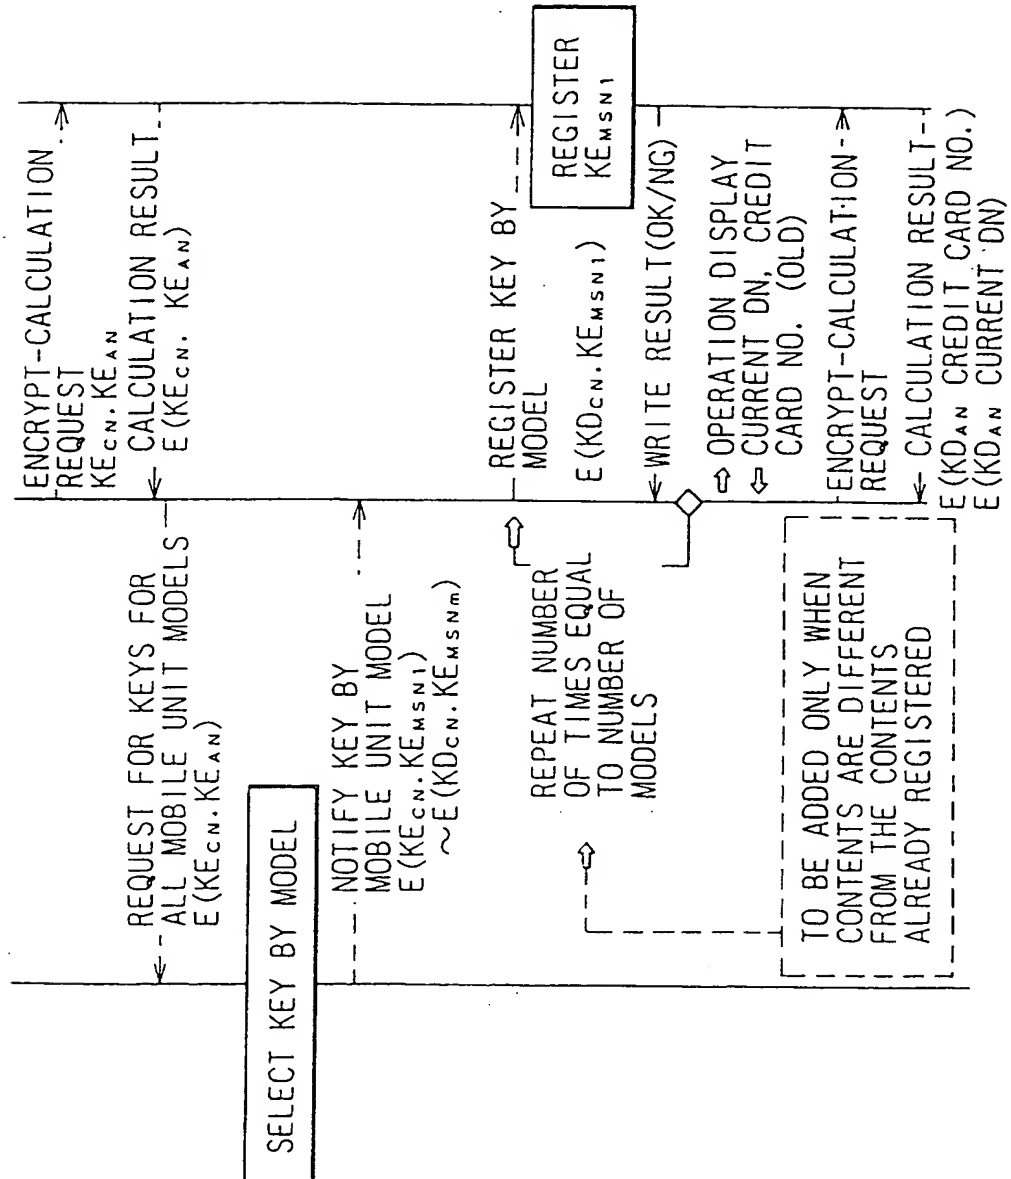 ENCRYPT-CALCULATION
REQUEST
KECN. KEAN
CALCULATION RESULT
E(KECN. KEAN)
REQUEST FOR KEYS FOR
ALL MOBILE UNIT MODELS
E(KECN. KEAN)
SELECT KEY BY MODEL
NOTIFY KEY BY
MOBILE UNIT MODEL
E(KECN. KEMSN1)
~E(KDCN. KEMSNm)
REGISTER KEY BY
MODEL
E(KDCN. KEMSN1)
REGISTER
KEMSN1
REPEAT NUMBER
OF TIMES EQUAL
TO NUMBER OF
MODELS
WRITE RESULT(OK/NG)
OPERATION DISPLAY
CURRENT DN, CREDIT
CARD NO. (OLD)
TO BE ADDED ONLY WHEN
CONTENTS ARE DIFFERENT
FROM THE CONTENTS
ALREADY REGISTERED
ENCRYPT-CALCULATION
REQUEST
CALCULATION RESULT
E(KDAN CREDIT CARD NO.)
E(KDAN CURRENT DN)